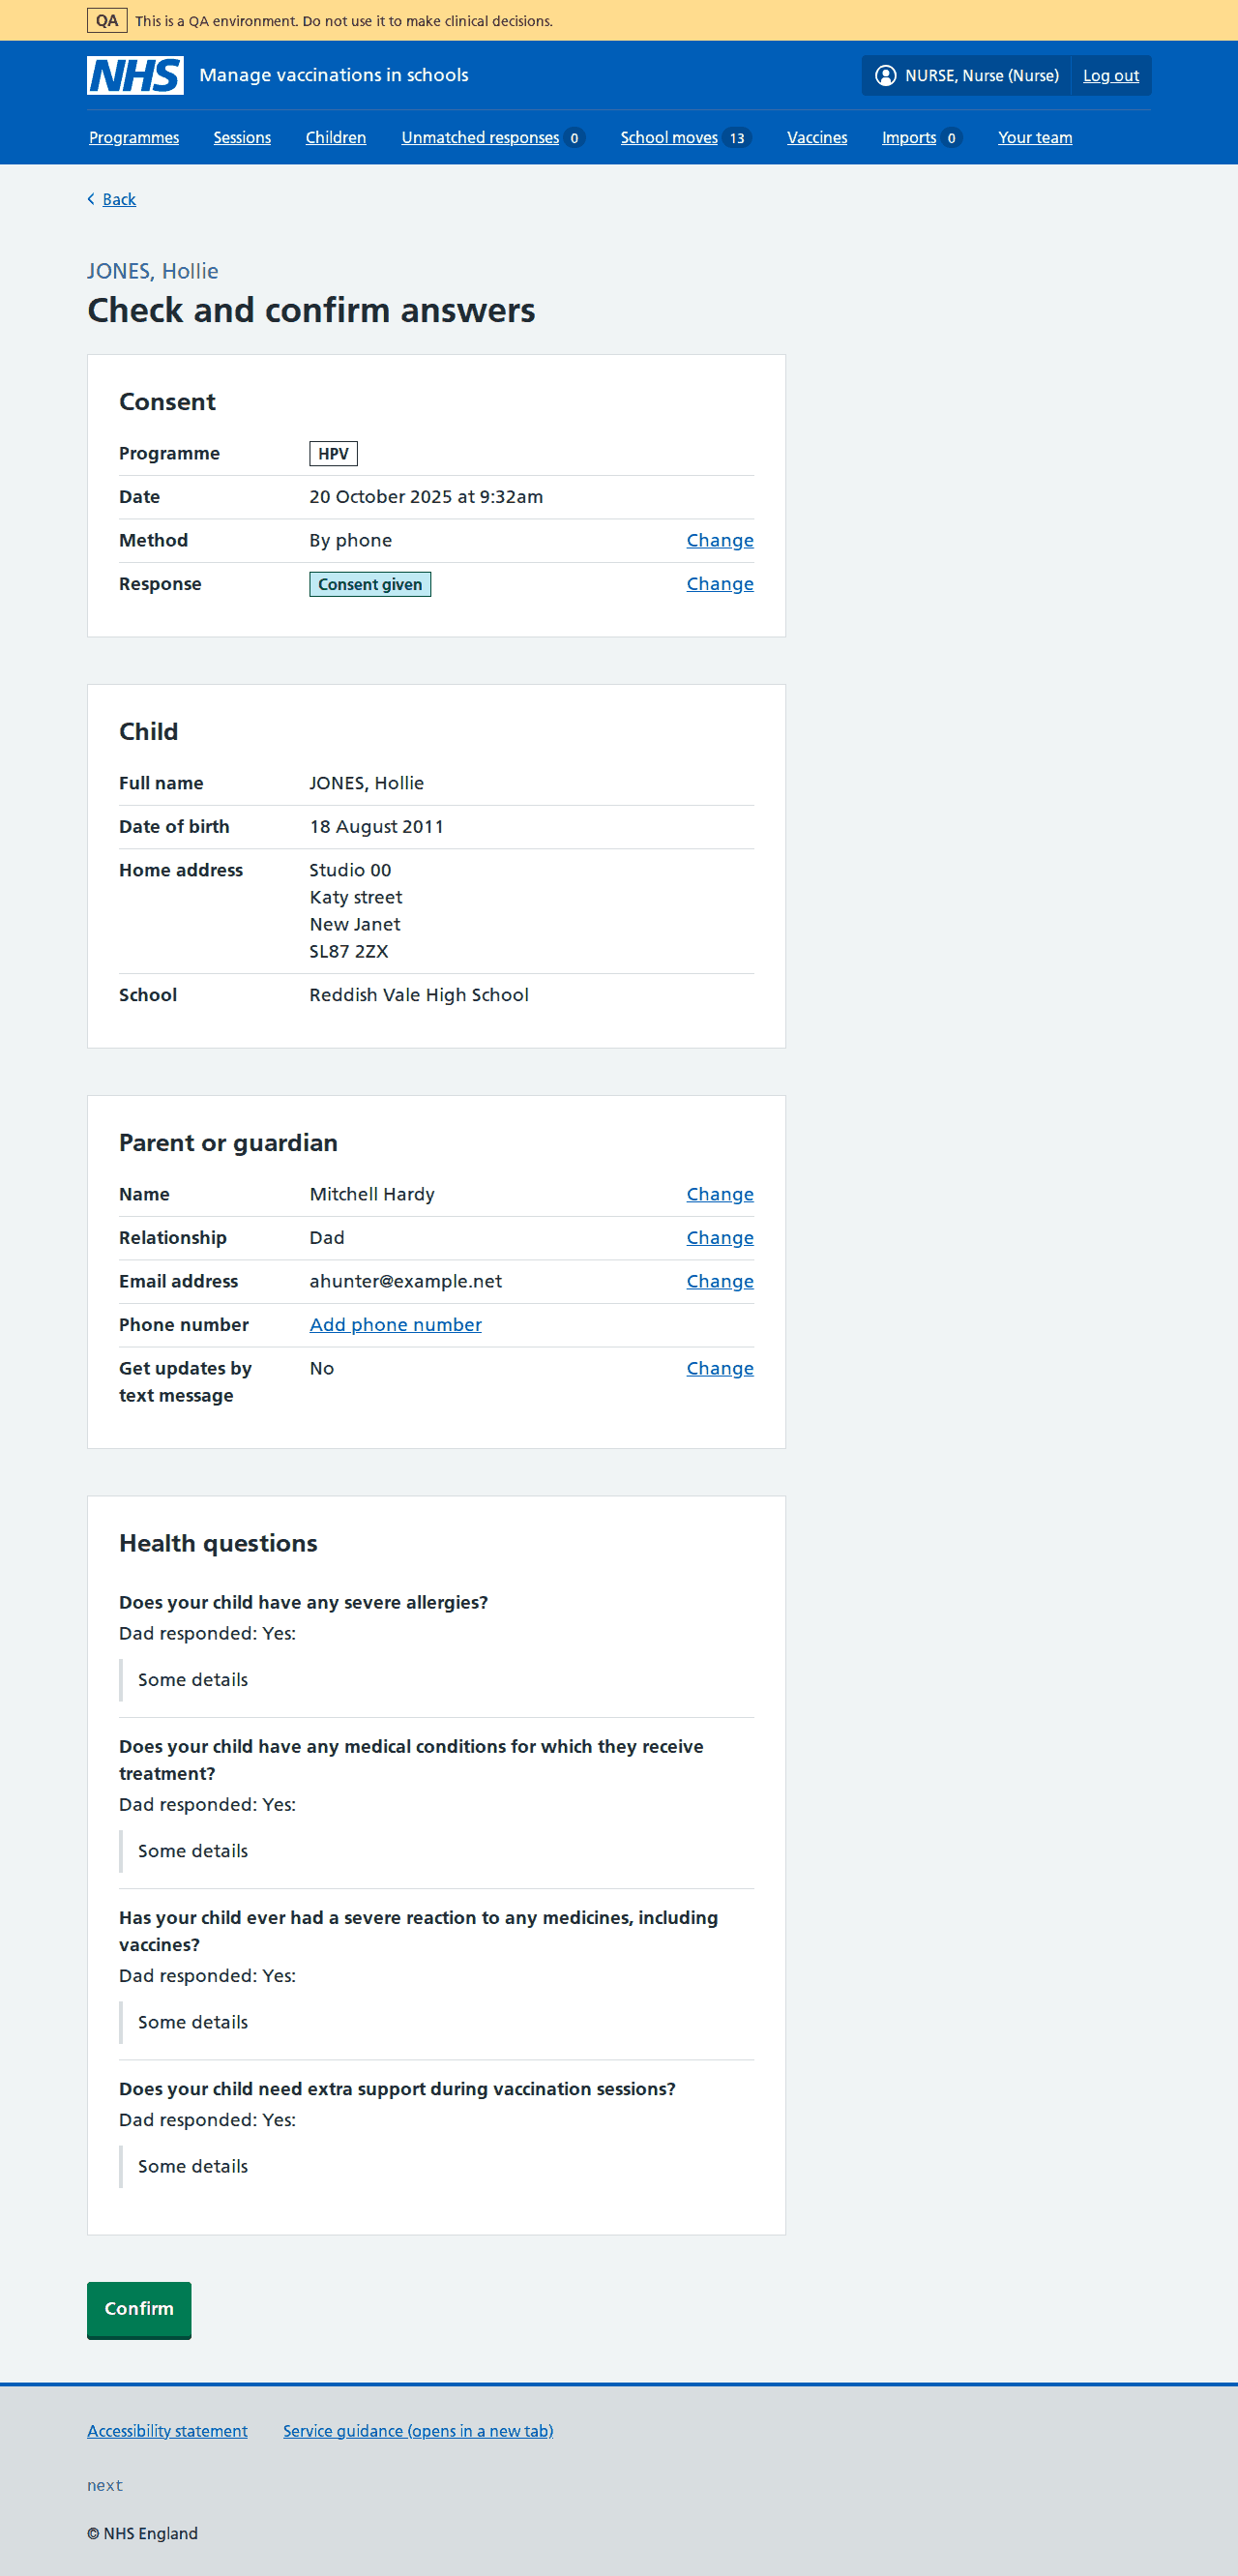 QA This is a QA environment. Do not use it to make clinical decisions.
NHS Manage vaccinations in schools NURSE, Nurse (Nurse) Log out
Programmes Sessions Children Unmatched responses 0 School moves 13 Vaccines Imports 0 Your team
Back
JONES, Hollie
Check and confirm answers
Consent
Programme HPV
Date 20 October 2025 at 9:32am
Method By phone Change
Response Consent given Change
Child
Full name JONES, Hollie
Date of birth 18 August 2011
Home address Studio 00
Katy street
New Janet
SL87 2ZX
School Reddish Vale High School
Parent or guardian
Name Mitchell Hardy Change
Relationship Dad Change
Email address ahunter@example.net Change
Phone number Add phone number
Get updates by No Change
text message
Health questions
Does your child have any severe allergies?
Dad responded: Yes:
Some details
Does your child have any medical conditions for which they receive
treatment?
Dad responded: Yes:
Some details
Has your child ever had a severe reaction to any medicines, including
vaccines?
Dad responded: Yes:
Some details
Does your child need extra support during vaccination sessions?
Dad responded: Yes:
Some details
Confirm
Accessibility statement Service guidance (opens in a new tab)
next
© NHS England